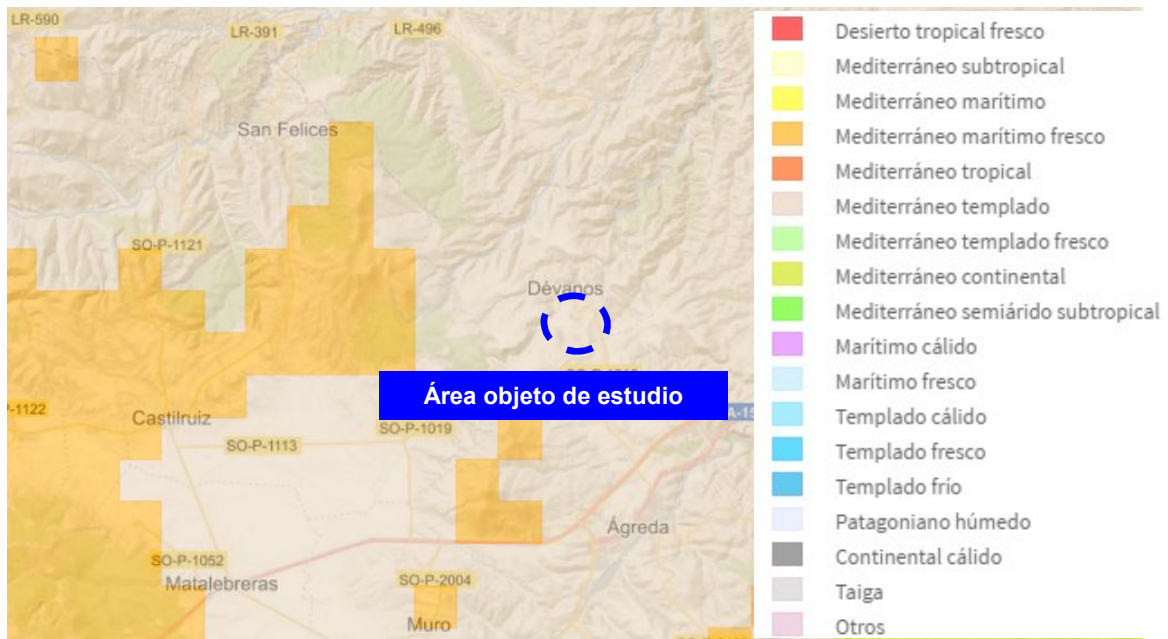 LR-590
LR-391
LR-496
San Felices
SO-P-1121
Dévanos
Área objeto de estudio
Castilruiz
SO-P-1019
SO-P-1113
Ágreda
SO-P-1052
Matalebreras
SO-P-2004
Muro
Desierto tropical fresco
Mediterráneo subtropical
Mediterráneo marítimo
Mediterráneo marítimo fresco
Mediterráneo tropical
Mediterráneo templado
Mediterráneo templado fresco
Mediterráneo continental
Mediterráneo semiárido subtropical
Marítimo cálido
Marítimo fresco
Templado cálido
Templado fresco
Templado frío
Patagoniano húmedo
Continental cálido
Taiga
Otros